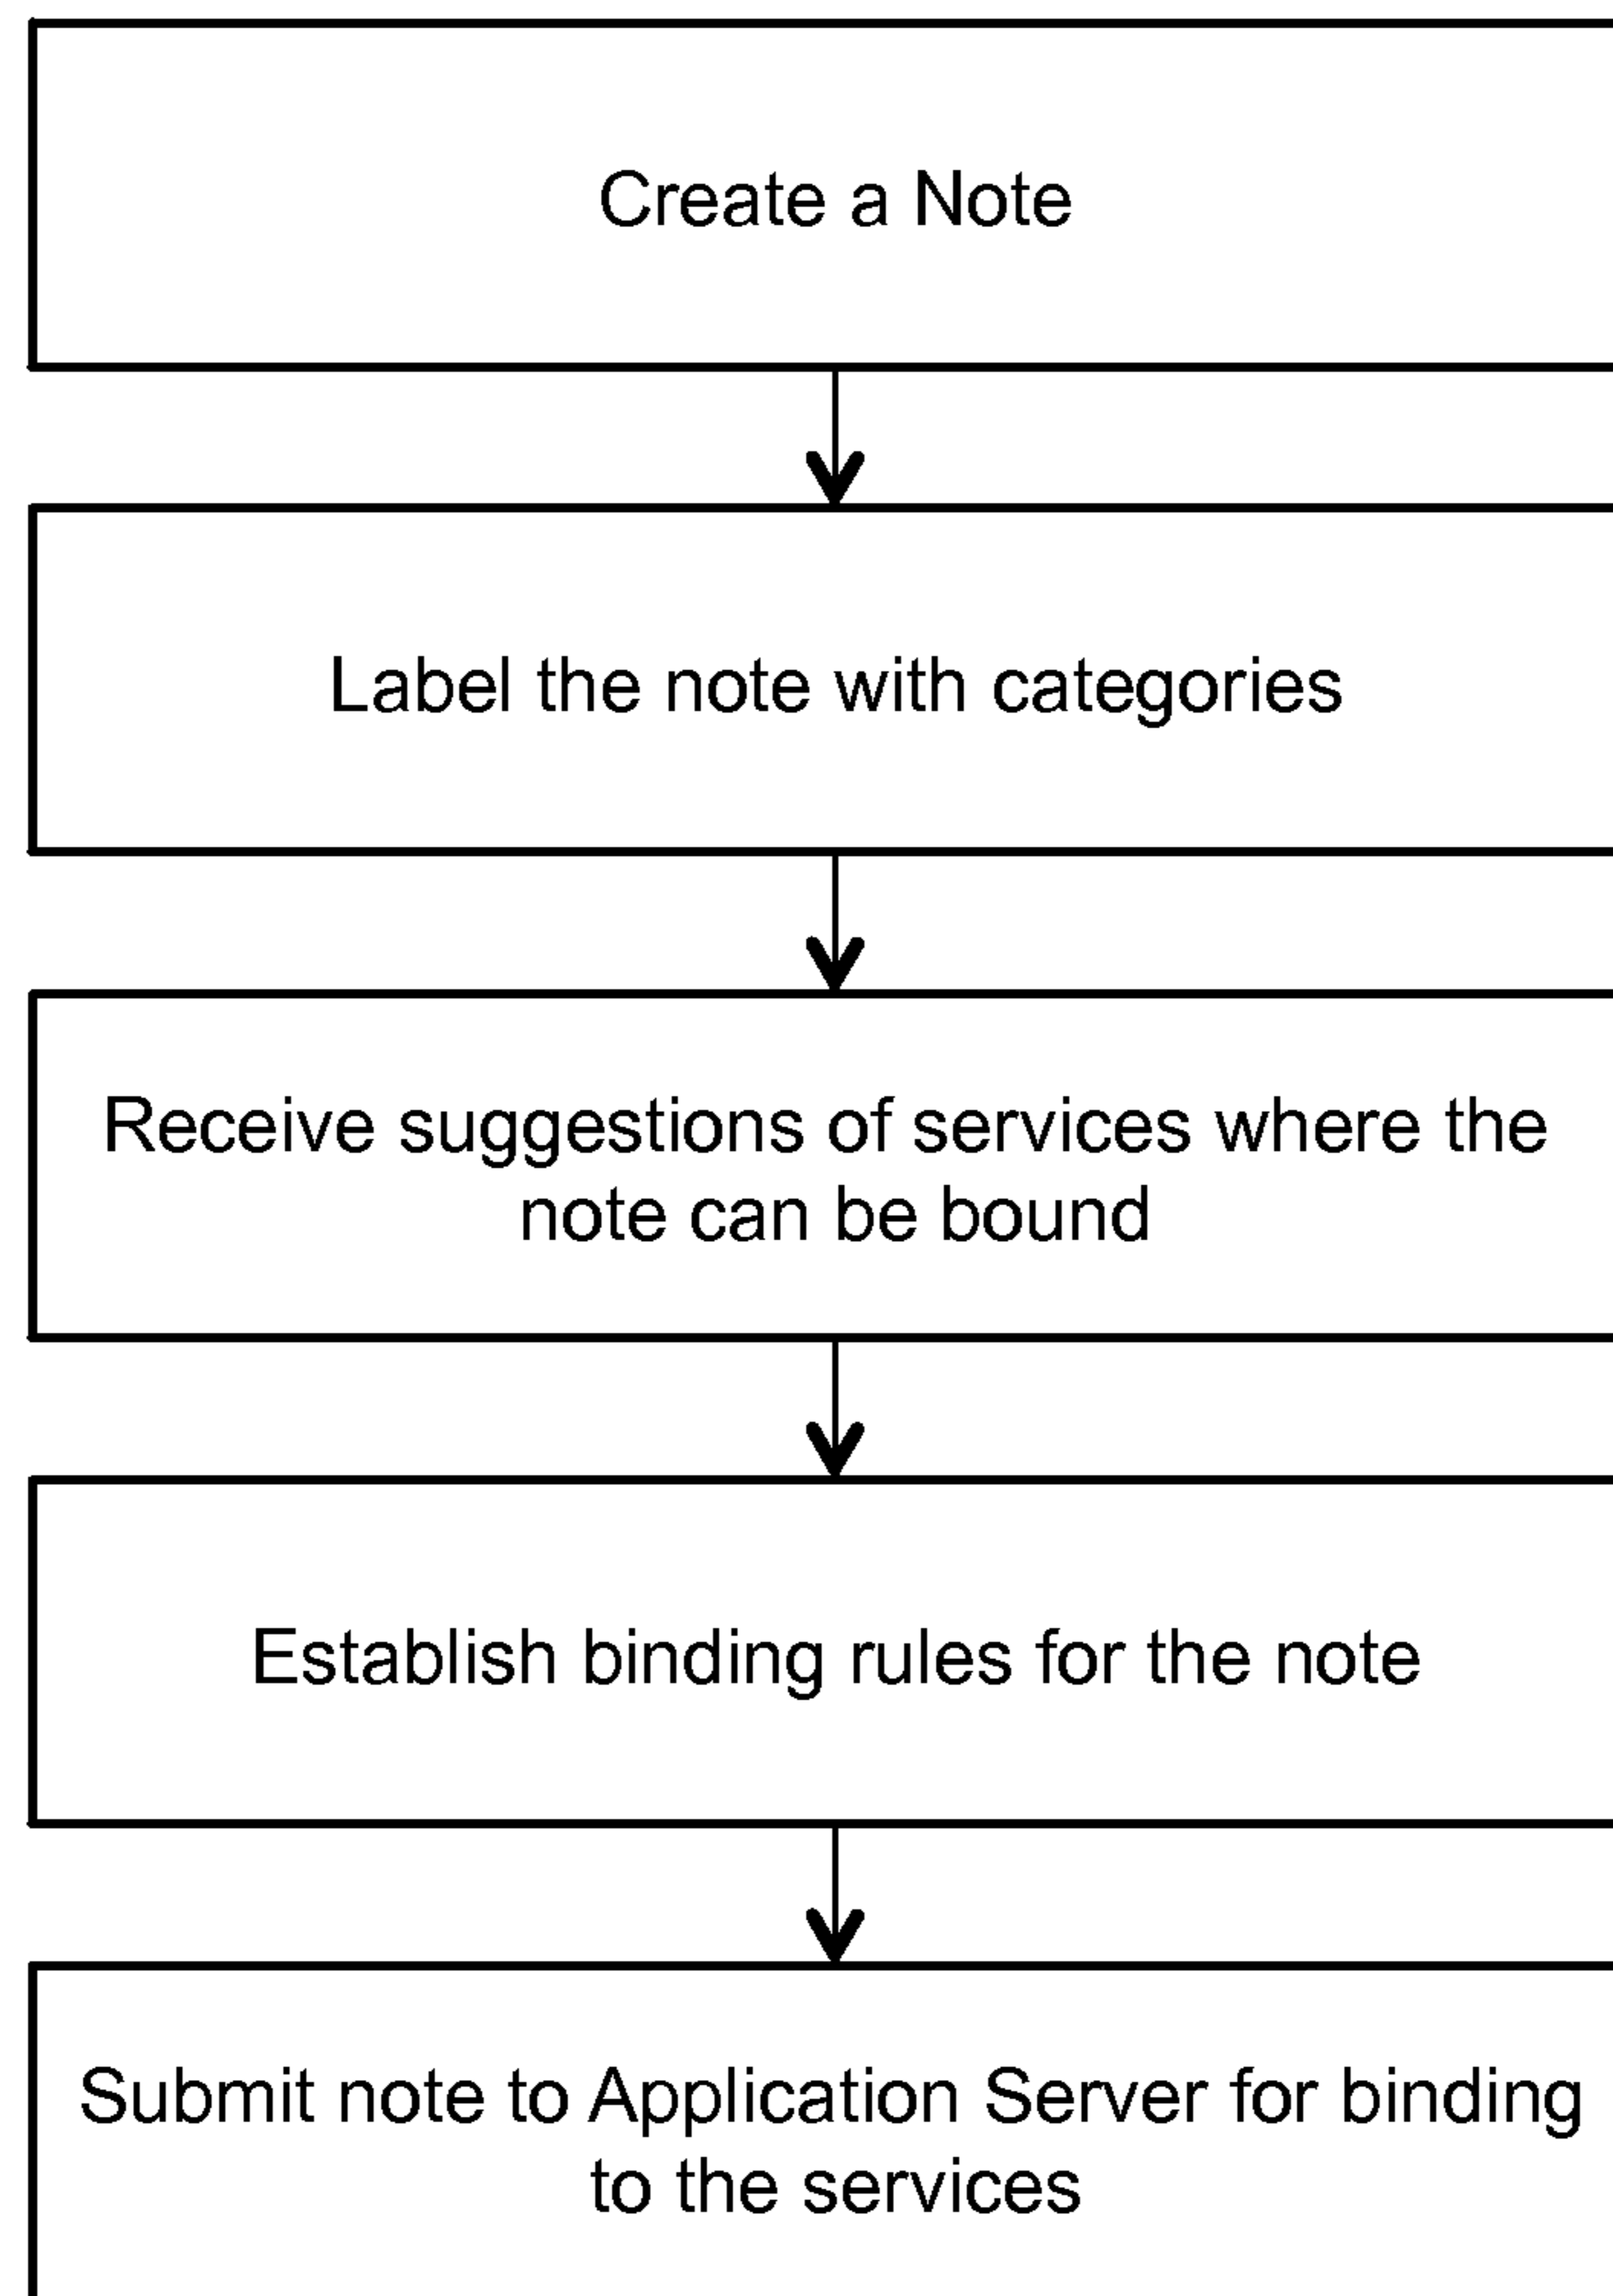 Create a Note
Label the note with categories
Receive suggestions of services where the
note can be bound
Establish binding rules for the note
Submit note to Application Server for binding
to the services